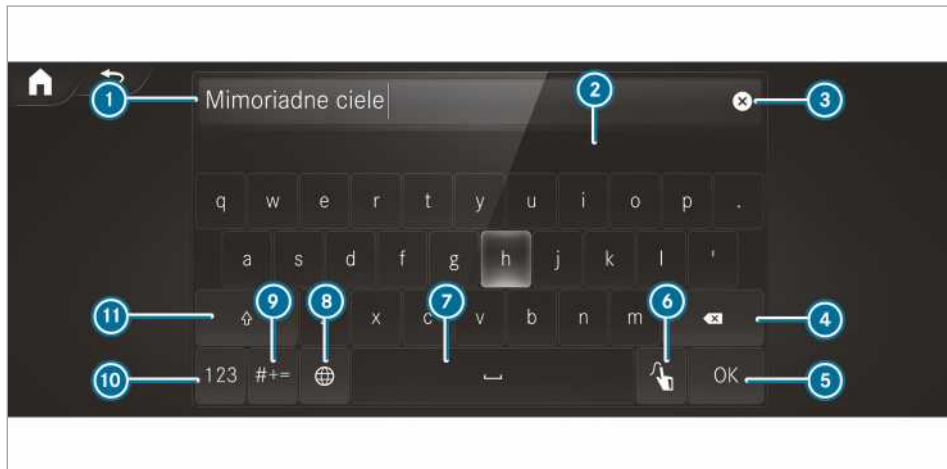 1 Mimoriadne ciele 2 3
q w e r t y u i o p .
a s d f g h j k l '
11 9 8 x c v b n m 7 6 4
10 123 #+= OK 5